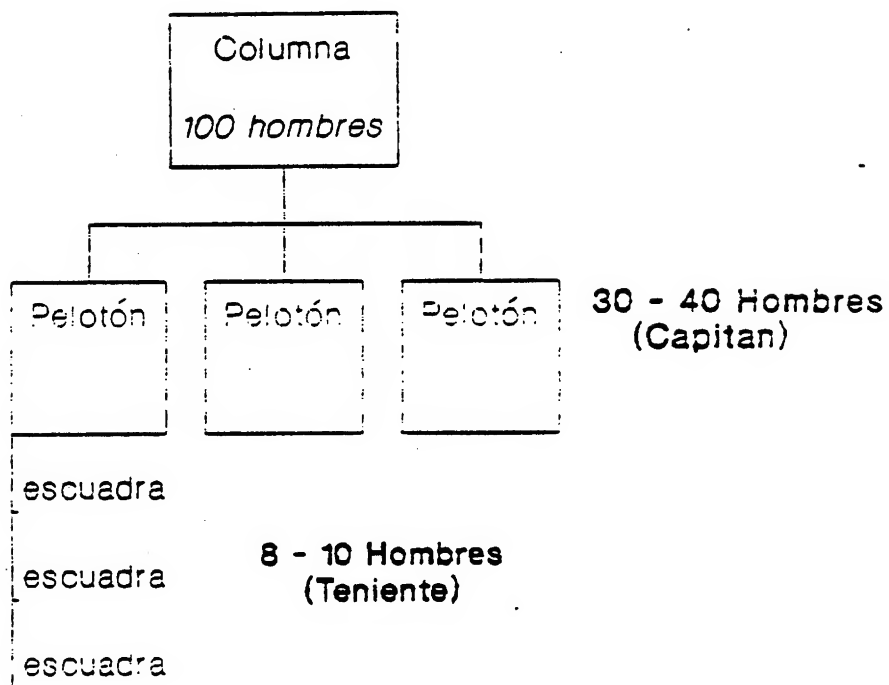 Columna
100 hombres
Pelotón
Pelotón
Pelotón
30 - 40 Hombres
(Capitan)
escuadra
escuadra
escuadra
8 - 10 Hombres
(Teniente)